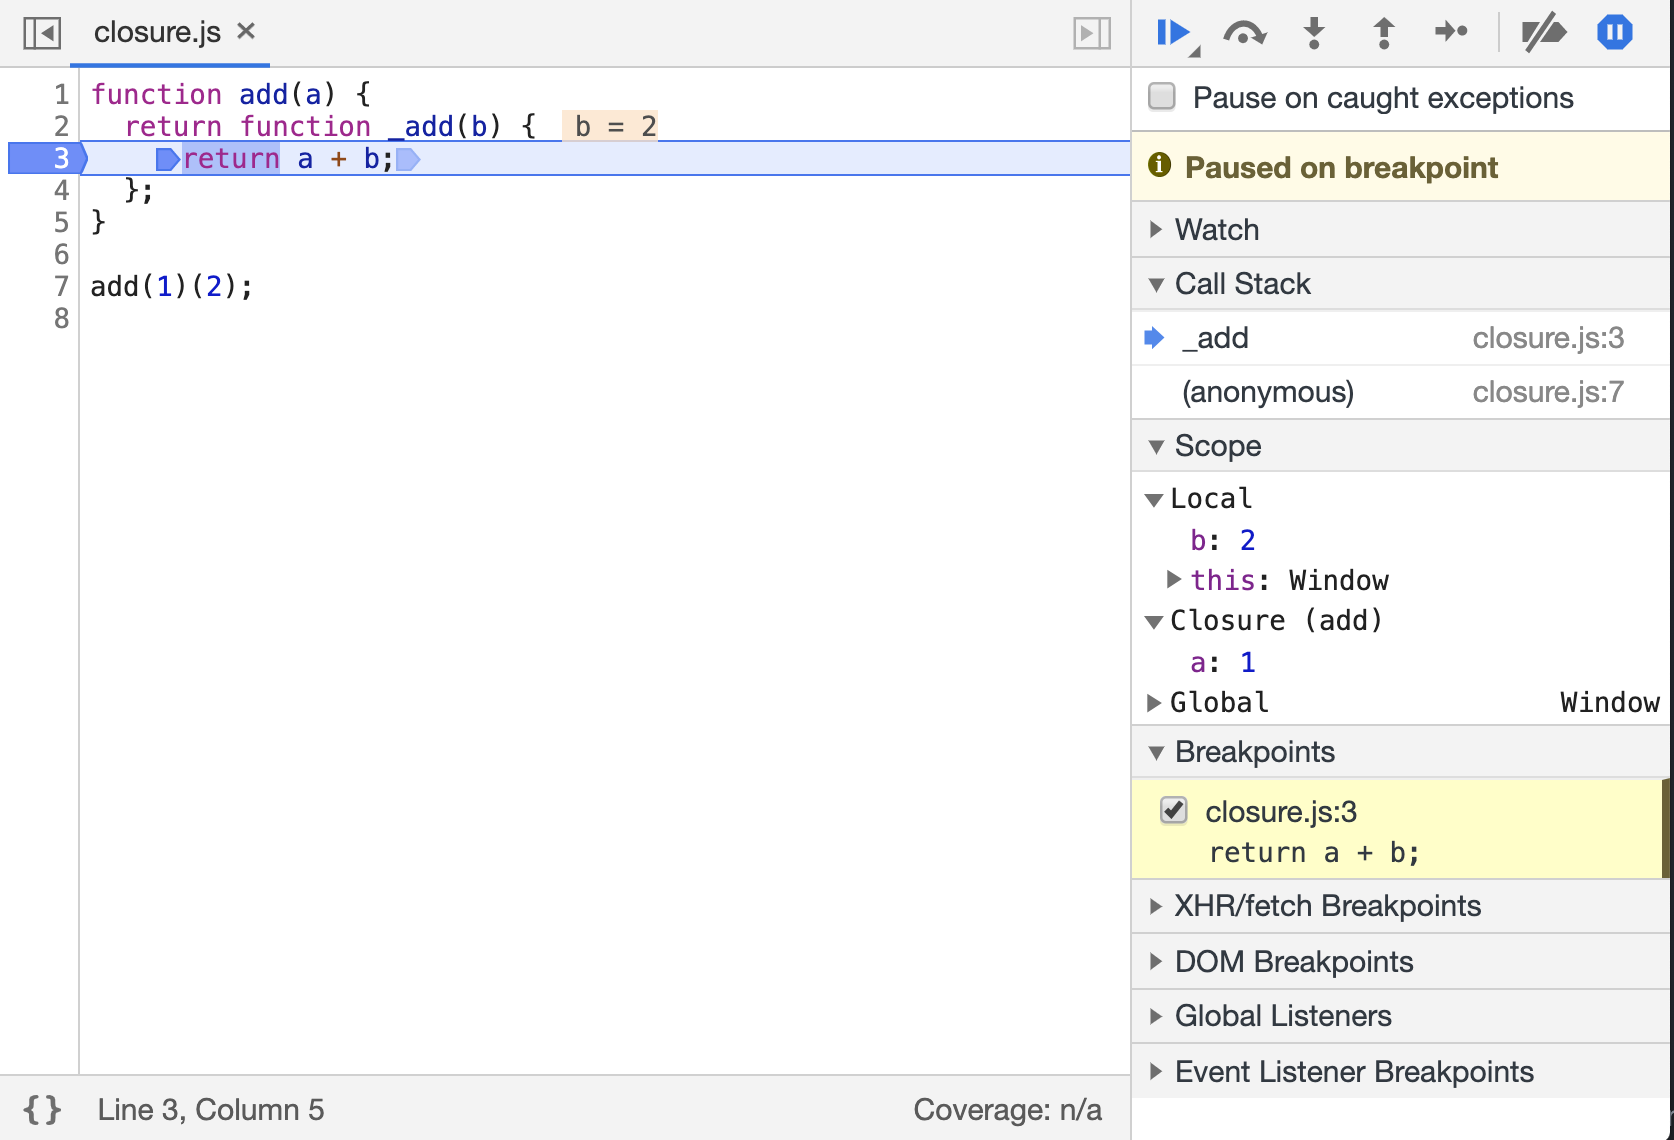 closure.js ×
1 function add(a) {
2   return function _add(b) {  b = 2
3     return a + b;
4   };
5 }
6
7 add(1)(2);
8
{} Line 3, Column 5
Coverage: n/a
Pause on caught exceptions
Paused on breakpoint
Watch
Call Stack
_add closure.js:3
(anonymous) closure.js:7
Scope
Local
b: 2
this: Window
Closure (add)
a: 1
Global Window
Breakpoints
closure.js:3
return a + b;
XHR/fetch Breakpoints
DOM Breakpoints
Global Listeners
Event Listener Breakpoints